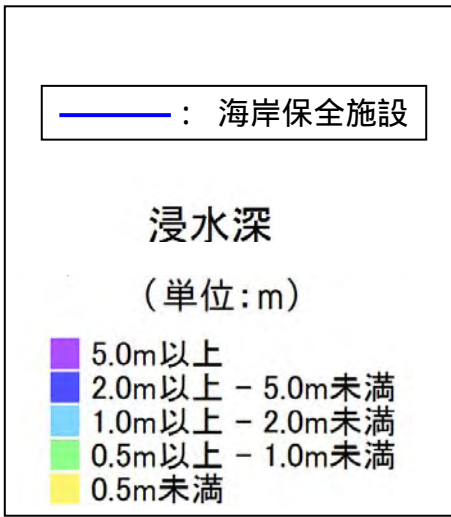 ： 海岸保全施設
浸水深
（単位:m）
5.0m以上
2.0m以上 − 5.0m未満
1.0m以上 − 2.0m未満
0.5m以上 − 1.0m未満
0.5m未満